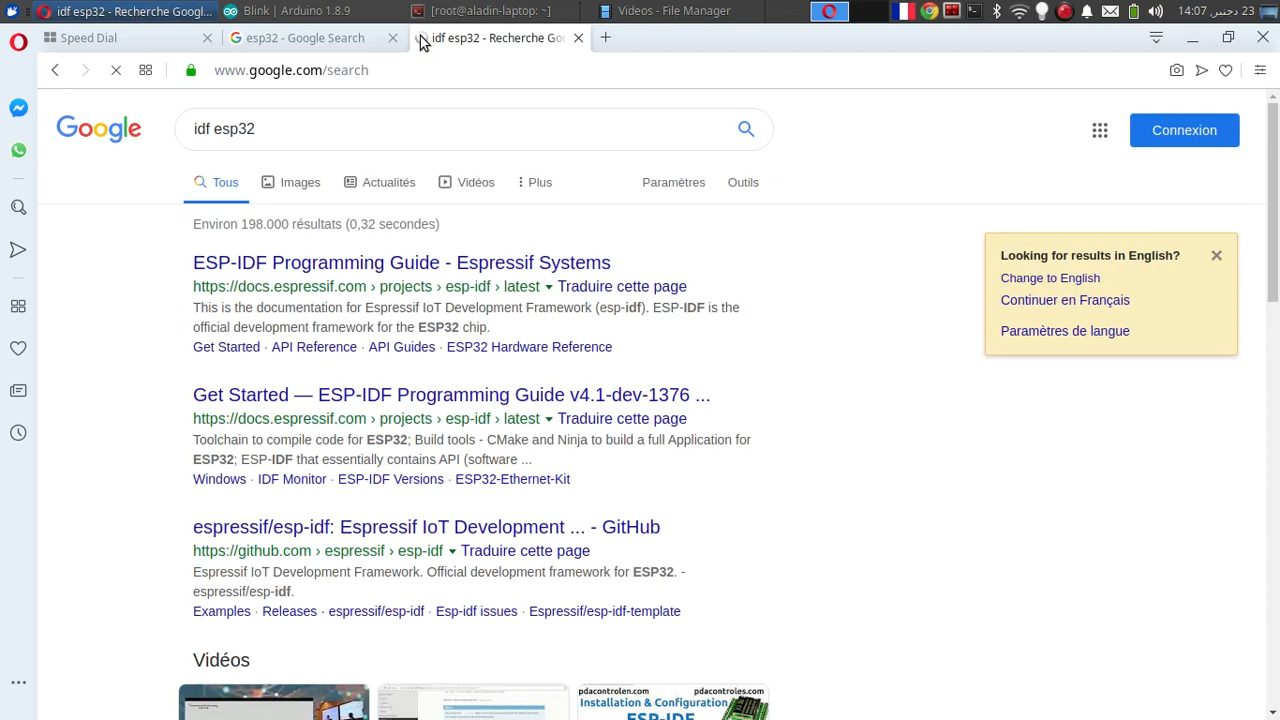 idf esp32 - Recherche Googl...
Blink | Arduino 1.8.9
[root@aladin-laptop: ~]
Videos - File Manager
14:07 ‏23 دجنبر
Speed Dial
esp32 - Google Search
idf esp32 - Recherche Goo
www.google.com/search
Google
idf esp32
Connexion
Tous
Images
Actualités
Vidéos
Plus
Paramètres
Outils
Environ 198.000 résultats (0,32 secondes)
ESP-IDF Programming Guide - Espressif Systems
https://docs.espressif.com › projects › esp-idf › latest Traduire cette page
This is the documentation for Espressif IoT Development Framework (esp-idf). ESP-IDF is the
official development framework for the ESP32 chip.
Get Started · API Reference · API Guides · ESP32 Hardware Reference
Looking for results in English?
Change to English
Continuer en Français
Paramètres de langue
Get Started — ESP-IDF Programming Guide v4.1-dev-1376 ...
https://docs.espressif.com › projects › esp-idf › latest Traduire cette page
Toolchain to compile code for ESP32; Build tools - CMake and Ninja to build a full Application for
ESP32; ESP-IDF that essentially contains API (software ...
Windows · IDF Monitor · ESP-IDF Versions · ESP32-Ethernet-Kit
espressif/esp-idf: Espressif IoT Development ... - GitHub
https://github.com › espressif › esp-idf Traduire cette page
Espressif IoT Development Framework. Official development framework for ESP32. -
espressif/esp-idf.
Examples · Releases · espressif/esp-idf · Esp-idf issues · Espressif/esp-idf-template
Vidéos
pdacontrolen.com
pdacontroles.com
Installation & Configuration
ESP-IDF